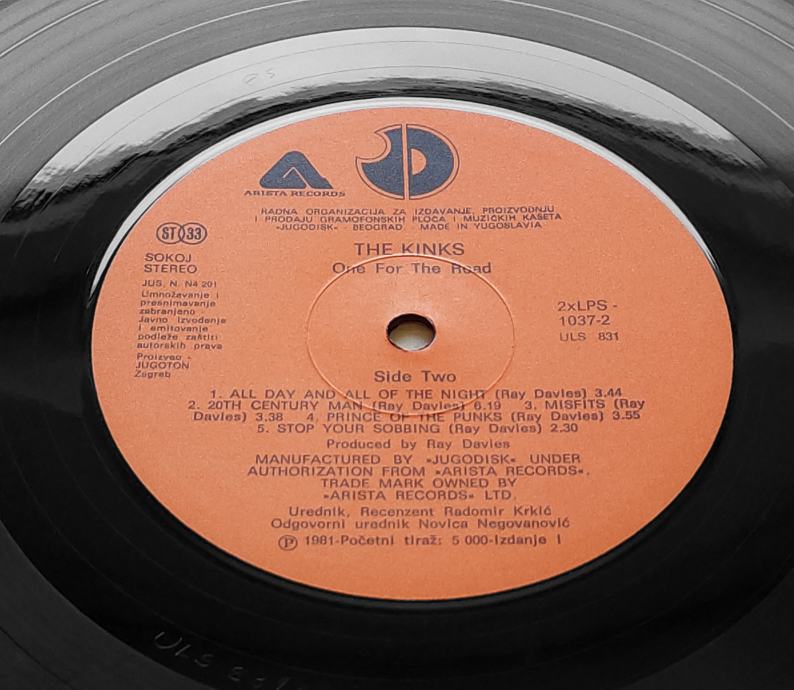 ARISTA RECORDS
RADNA ORGANIZACIJA ZA IZDAVANJE, PROIZVODNJU
I PRODAJU GRAMOFONSKIH PLOČA I MUZIČKIH KASETA
»JUGODISK« - BEOGRAD - MADE IN YUGOSLAVIA
ST 33
SOKOJ
STEREO
JUS. N. N4 201
Umnožavanje i
presnimavanje
zabranjeno -
Javno izvođenje
i emitovanje
podleže zaštiti
autorskih prava
Proizveo -
JUGOTON
Zagreb
THE KINKS
One For The Road
2xLPS -
1037-2
ULS 831
Side Two
1. ALL DAY AND ALL OF THE NIGHT (Ray Davies) 3.44
2. 20TH CENTURY MAN (Ray Davies) 6.19 3. MISFITS (Ray
Davies) 3.38 4. PRINCE OF THE PUNKS (Ray Davies) 3.55
5. STOP YOUR SOBBING (Ray Davies) 2.30
Produced by Ray Davies
MANUFACTURED BY »JUGODISK« UNDER
AUTHORIZATION FROM »ARISTA RECORDS«.
TRADE MARK OWNED BY
»ARISTA RECORDS« LTD.
Urednik, Recenzent Radomir Krkić
Odgovorni urednik Novica Negovanović
Ⓟ 1981-Početni tiraž: 5 000-Izdanje I
ULS